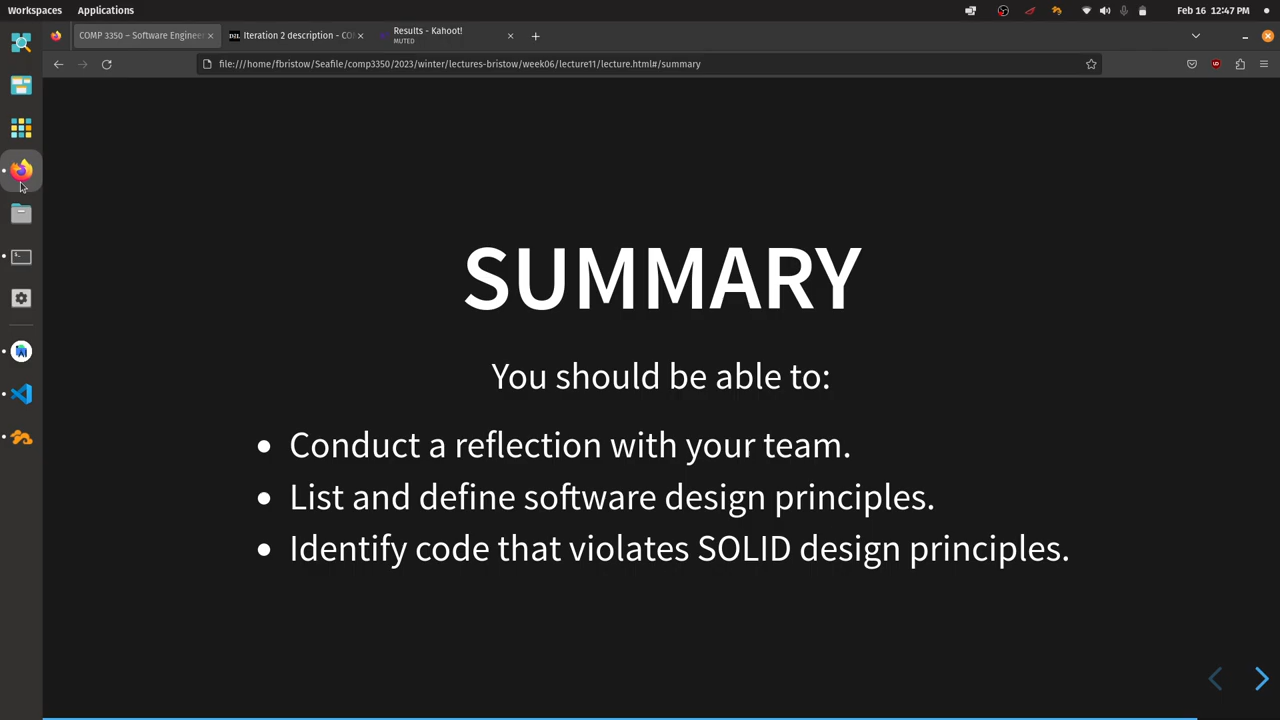 Workspaces
Applications
Feb 16 12:47 PM
COMP 3350 – Software Enginee
D2L
Iteration 2 description - CO
Results - Kahoot!
MUTED
file:///home/fbristow/Seafile/comp3350/2023/winter/lectures-bristow/week06/lecture11/lecture.html#/summary
SUMMARY
You should be able to:
• Conduct a reflection with your team.
• List and define software design principles.
• Identify code that violates SOLID design principles.